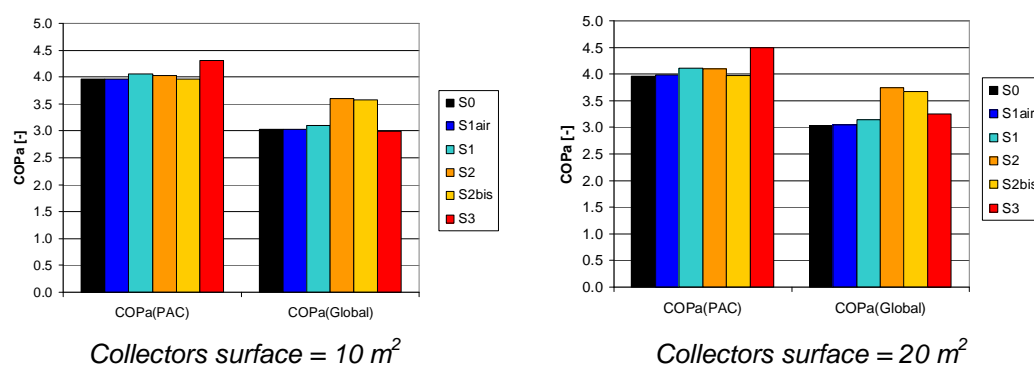 5.0
4.5
4.0
3.5
3.0
2.5
2.0
1.5
1.0
0.5
0.0
COPa [-]
COPa(PAC) COPa(Global)
S0
S1air
S1
S2
S2bis
S3
Collectors surface = 10 m²
5.0
4.5
4.0
3.5
3.0
2.5
2.0
1.5
1.0
0.5
0.0
COPa [-]
COPa(PAC) COPa(Global)
S0
S1air
S1
S2
S2bis
S3
Collectors surface = 20 m²